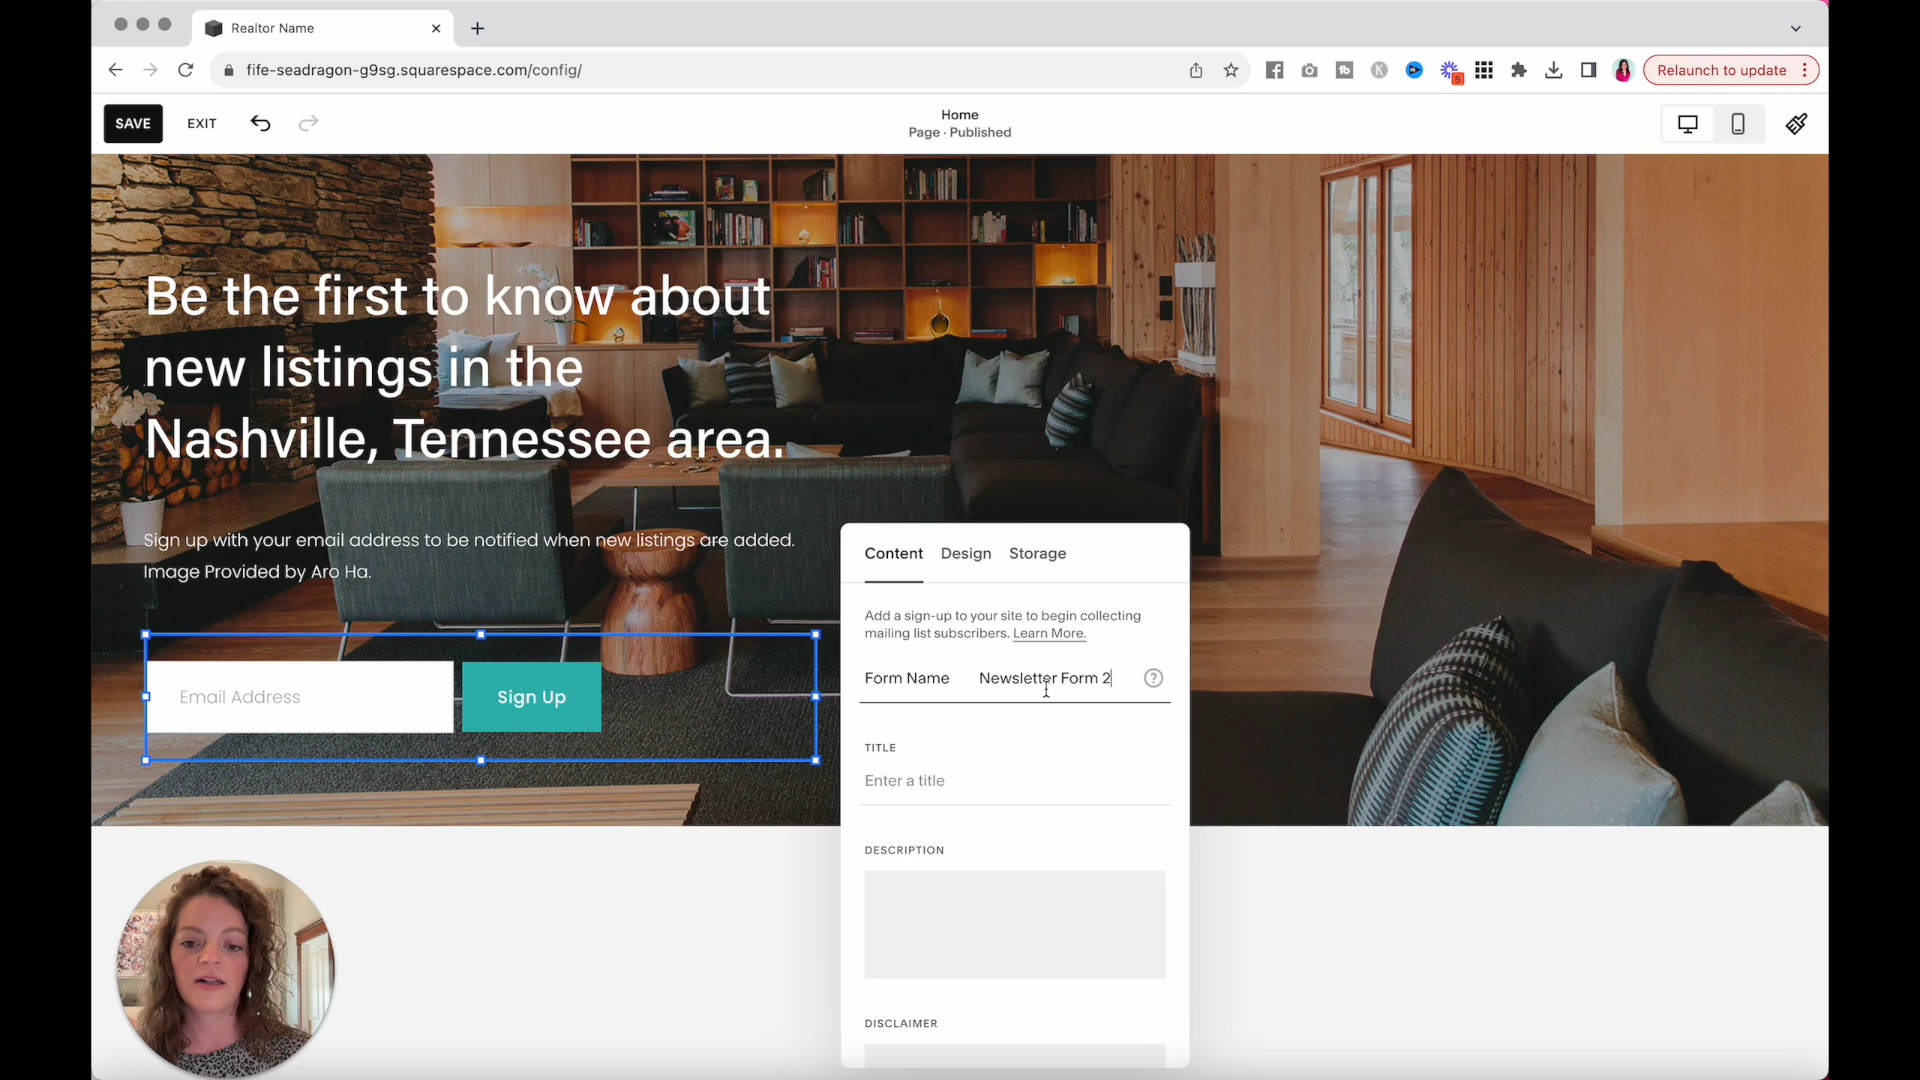 Realtor Name
fife-seadragon-g9sg.squarespace.com/config/
Relaunch to update
SAVE
EXIT
Home
Page · Published
Be the first to know about
new listings in the
Nashville, Tennessee area.
Sign up with your email address to be notified when new listings are added.
Image Provided by Aro Ha.
Email Address
Sign Up
Content Design Storage
Add a sign-up to your site to begin collecting
mailing list subscribers. Learn More.
Form Name Newsletter Form 2
TITLE
Enter a title
DESCRIPTION
DISCLAIMER